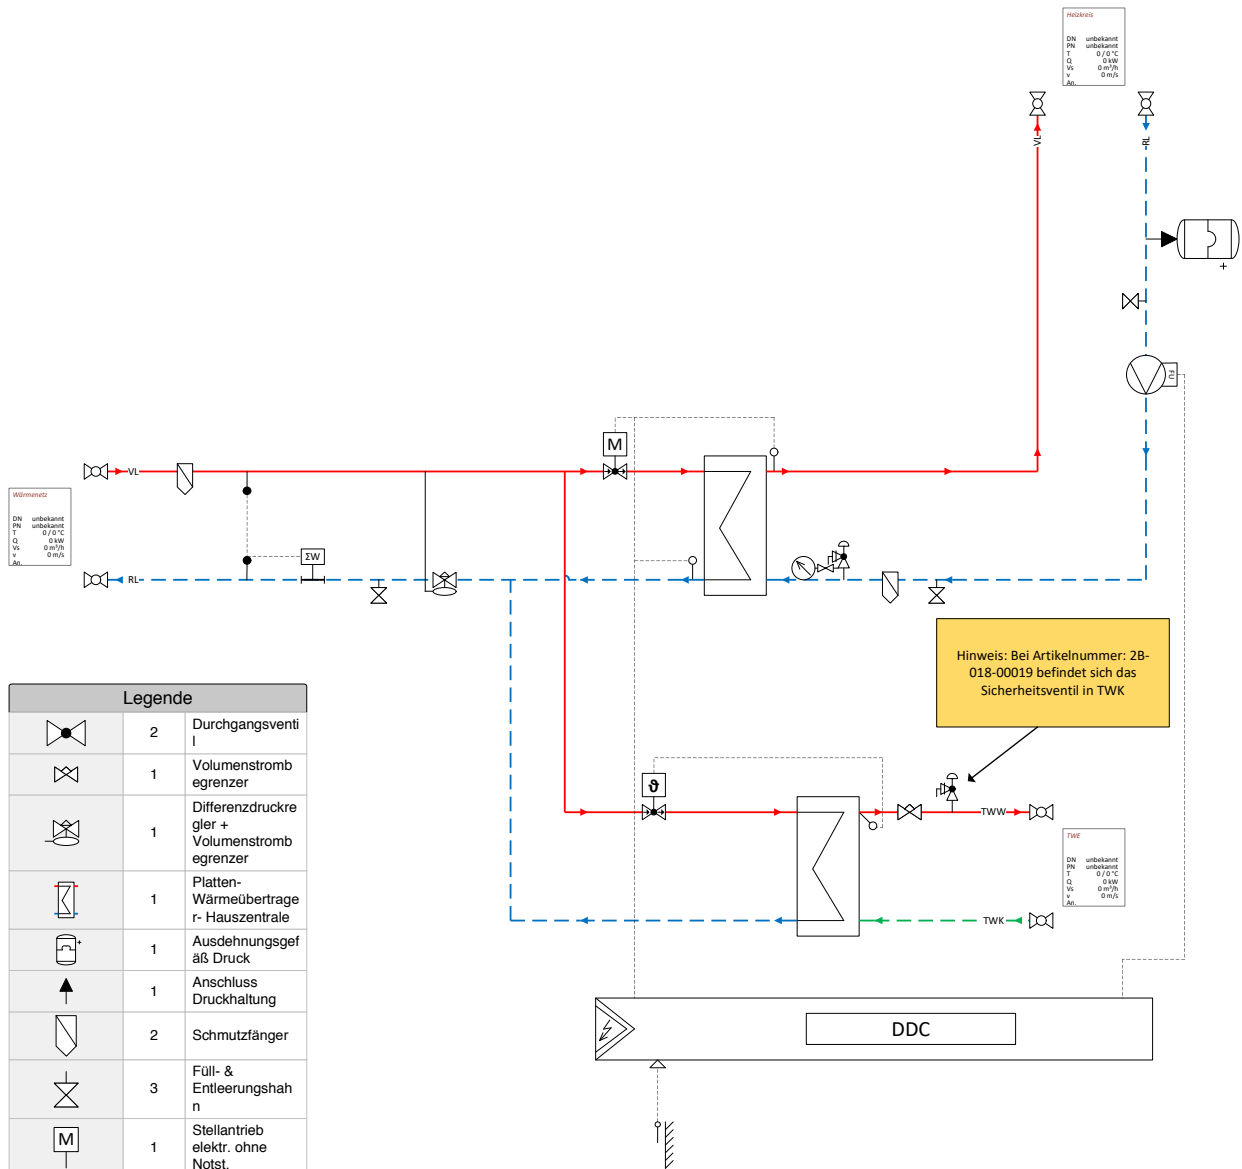 Heizkreis
DN unbekannt
PN unbekannt
T 0 / 0 °C
Q 0 kW
Vs 0 m³/h
v 0 m/s
An.
VL
RL
FU
M
VL
Wärmenetz
DN unbekannt
PN unbekannt
T 0 / 0 °C
Q 0 kW
Vs 0 m³/h
v 0 m/s
An.
ΣW
RL
Hinweis: Bei Artikelnummer: 2B-
018-00019 befindet sich das
Sicherheitsventil in TWK
ϑ
TWW
TWE
DN unbekannt
PN unbekannt
T 0 / 0 °C
Q 0 kW
Vs 0 m³/h
v 0 m/s
An.
TWK
DDC
Legende
2 Durchgangsventi
l
1 Volumenstromb
egrenzer
1 Differenzdruckre
gler +
Volumenstromb
egrenzer
1 Platten-
Wärmeübertrage
r- Hauszentrale
1 Ausdehnungsgef
äß Druck
1 Anschluss
Druckhaltung
2 Schmutzfänger
3 Füll- &
Entleerungshah
n
M 1 Stellantrieb
elektr. ohne
Notst.